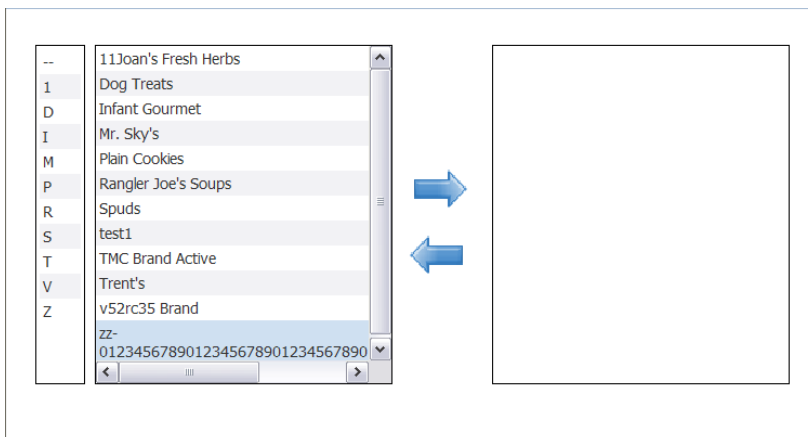 --
1
D
I
M
P
R
S
T
V
Z
11Joan's Fresh Herbs
Dog Treats
Infant Gourmet
Mr. Sky's
Plain Cookies
Rangler Joe's Soups
Spuds
test1
TMC Brand Active
Trent's
v52rc35 Brand
zz-
0123456789012345678901234567890